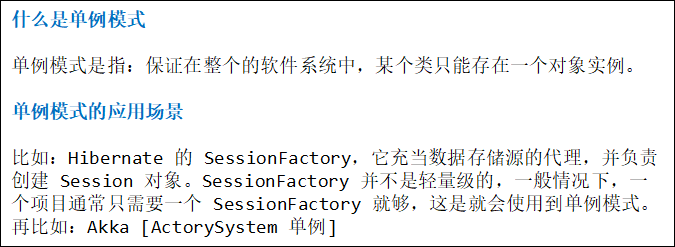 什么是单例模式
单例模式是指：保证在整个的软件系统中，某个类只能存在一个对象实例。
单例模式的应用场景
比如：Hibernate 的 SessionFactory，它充当数据存储源的代理，并负责
创建 Session 对象。SessionFactory 并不是轻量级的，一般情况下，一
个项目通常只需要一个 SessionFactory 就够，这是就会使用到单例模式。
再比如：Akka [ActorySystem 单例]